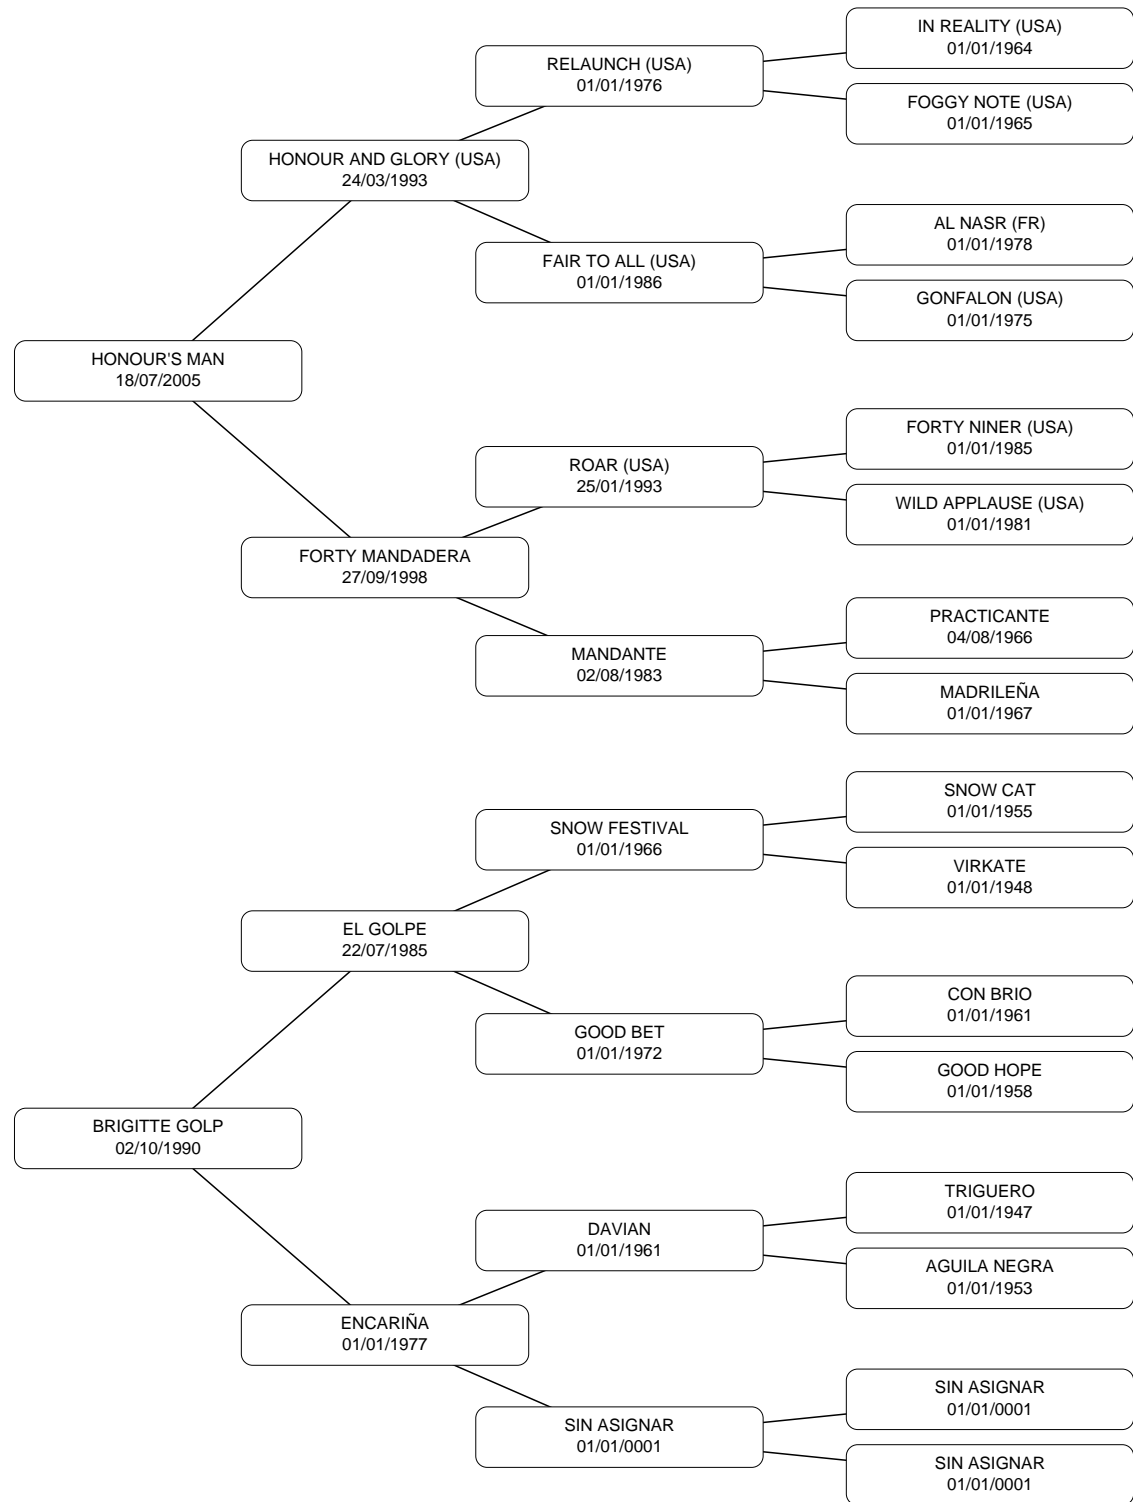 IN REALITY (USA)
01/01/1964
RELAUNCH (USA)
01/01/1976
FOGGY NOTE (USA)
01/01/1965
HONOUR AND GLORY (USA)
24/03/1993
AL NASR (FR)
01/01/1978
FAIR TO ALL (USA)
01/01/1986
GONFALON (USA)
01/01/1975
HONOUR'S MAN
18/07/2005
FORTY NINER (USA)
01/01/1985
ROAR (USA)
25/01/1993
WILD APPLAUSE (USA)
01/01/1981
FORTY MANDADERA
27/09/1998
PRACTICANTE
04/08/1966
MANDANTE
02/08/1983
MADRILEÑA
01/01/1967
SNOW CAT
01/01/1955
SNOW FESTIVAL
01/01/1966
VIRKATE
01/01/1948
EL GOLPE
22/07/1985
CON BRIO
01/01/1961
GOOD BET
01/01/1972
GOOD HOPE
01/01/1958
BRIGITTE GOLP
02/10/1990
TRIGUERO
01/01/1947
DAVIAN
01/01/1961
AGUILA NEGRA
01/01/1953
ENCARIÑA
01/01/1977
SIN ASIGNAR
01/01/0001
SIN ASIGNAR
01/01/0001
SIN ASIGNAR
01/01/0001